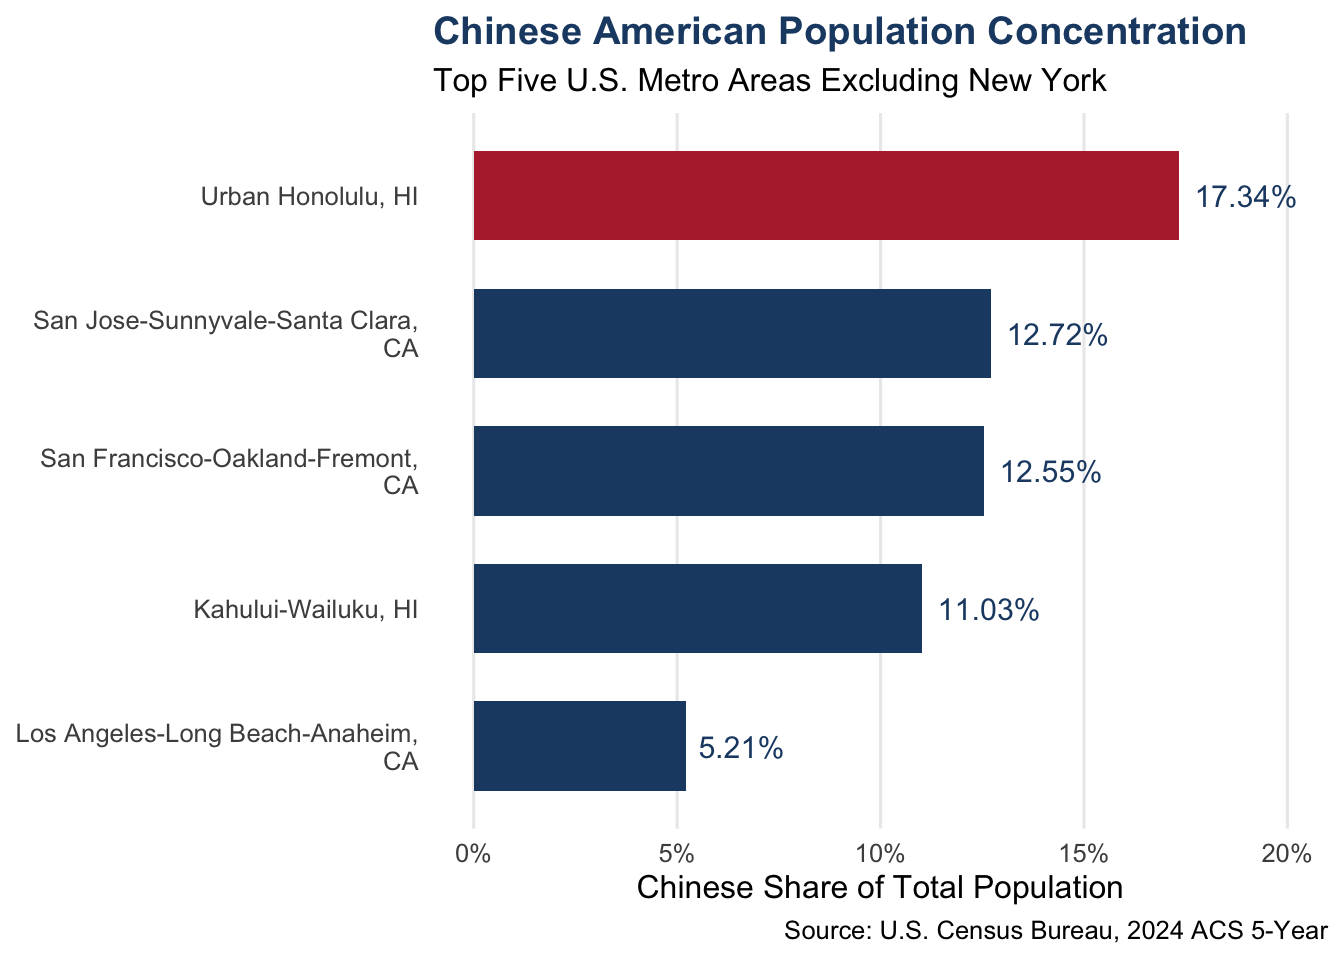 Chinese American Population Concentration
Top Five U.S. Metro Areas Excluding New York
Urban Honolulu, HI
17.34%
San Jose-Sunnyvale-Santa Clara,
CA
12.72%
San Francisco-Oakland-Fremont,
CA
12.55%
Kahului-Wailuku, HI
11.03%
Los Angeles-Long Beach-Anaheim,
CA
5.21%
0% 5% 10% 15% 20%
Chinese Share of Total Population
Source: U.S. Census Bureau, 2024 ACS 5-Year